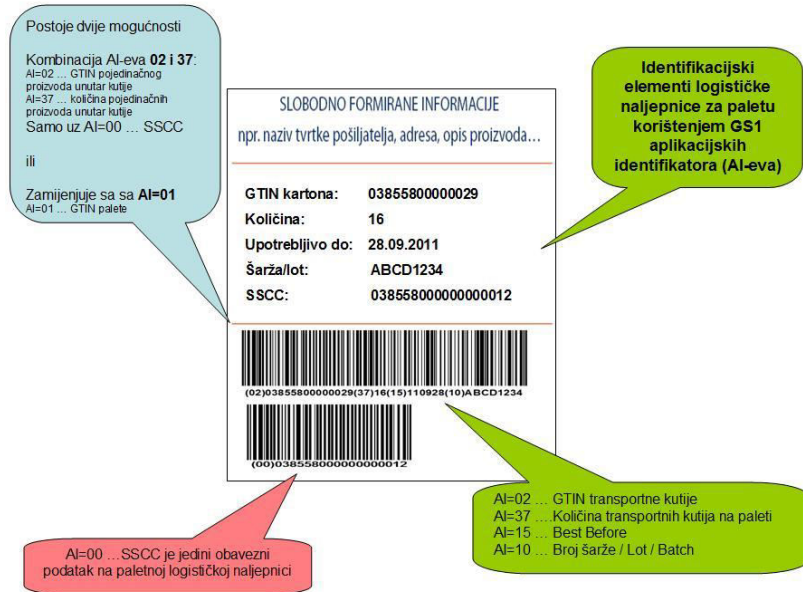 Postoje dvije mogućnosti
Kombinacija AI-eva 02 i 37:
AI=02 ... GTIN pojedinačnog
proizvoda unutar kutije
AI=37 ... količina pojedinačnih
proizvoda unutar kutije
Samo uz AI=00 ... SSCC
ili
Zamijenjuje sa sa AI=01
AI=01 ... GTIN palete
Identifikacijski
elementi logističke
naljepnice za paletu
korištenjem GS1
aplikacijskih
identifikatora (AI-eva)
SLOBODNO FORMIRANE INFORMACIJE
npr. naziv tvrtke pošiljatelja, adresa, opis proizvoda...
GTIN kartona: 03855800000029
Količina: 16
Upotrebljivo do: 28.09.2011
Šarža/lot: ABCD1234
SSCC: 038558000000000012
(02)03855800000029(37)16(15)110928(10)ABCD1234
(00)038558000000000012
AI=02 ... GTIN transportne kutije
AI=37 ....Količina transportnih kutija na paleti
AI=15 ... Best Before
AI=10 ... Broj šarže / Lot / Batch
AI=00 ...SSCC je jedini obavezni
podatak na paletnoj logističkoj naljepnici